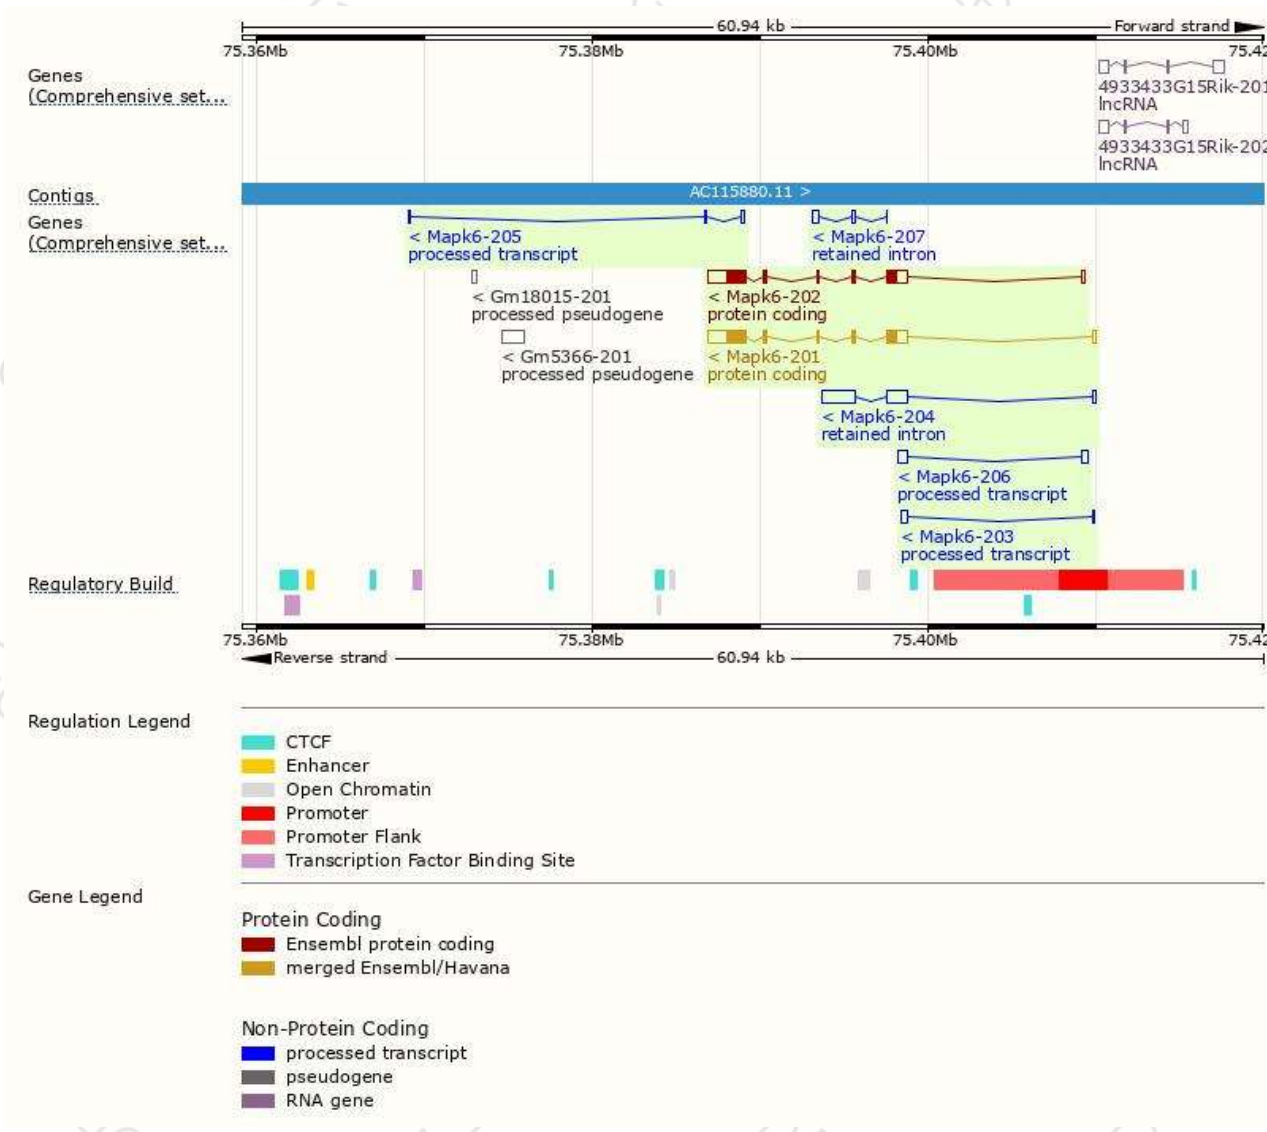 60.94 kb Forward strand
75.36Mb 75.38Mb 75.40Mb 75.42
Genes
(Comprehensive set...
4933433G15Rik-201
lncRNA
4933433G15Rik-202
lncRNA
Contigs
AC115880.11 >
Genes
(Comprehensive set...
< Mapk6-205
processed transcript
< Mapk6-207
retained intron
< Gm18015-201
processed pseudogene
< Mapk6-202
protein coding
< Gm5366-201
processed pseudogene
< Mapk6-201
protein coding
< Mapk6-204
retained intron
< Mapk6-206
processed transcript
< Mapk6-203
processed transcript
Regulatory Build
75.36Mb 75.38Mb 75.40Mb 75.42
Reverse strand 60.94 kb
Regulation Legend
CTCF
Enhancer
Open Chromatin
Promoter
Promoter Flank
Transcription Factor Binding Site
Gene Legend
Protein Coding
Ensembl protein coding
merged Ensembl/Havana
Non-Protein Coding
processed transcript
pseudogene
RNA gene